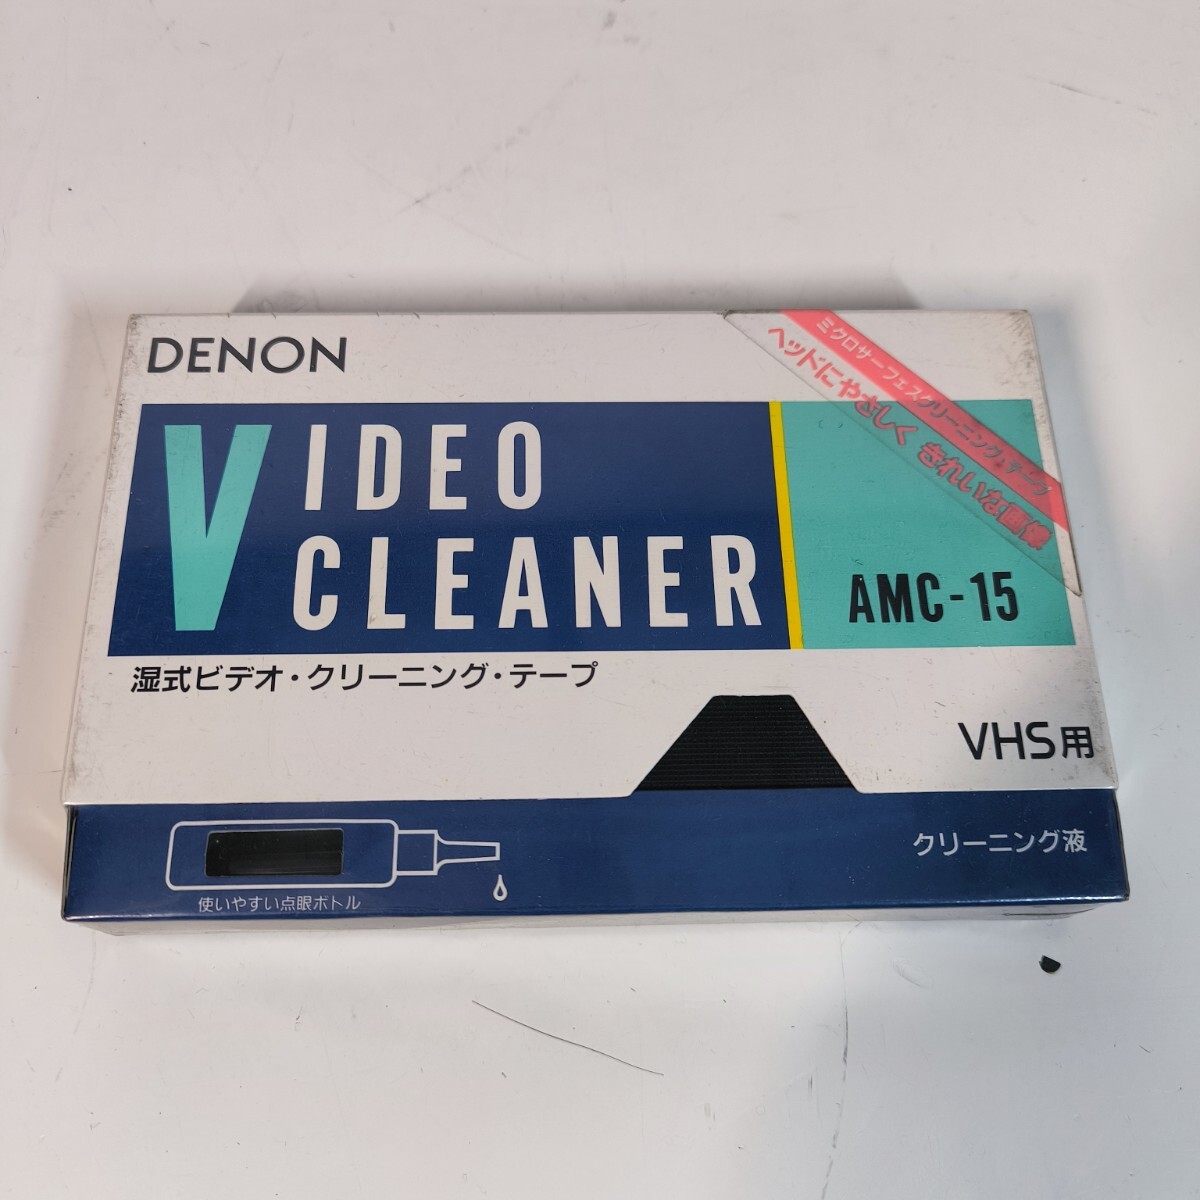 DENON
ミクロサーフェスクリーニングテープ
ヘッドにやさしく きれいな画像
VIDEO
CLEANER
AMC-15
湿式ビデオ・クリーニング・テープ
VHS用
クリーニング液
使いやすい点眼ボトル